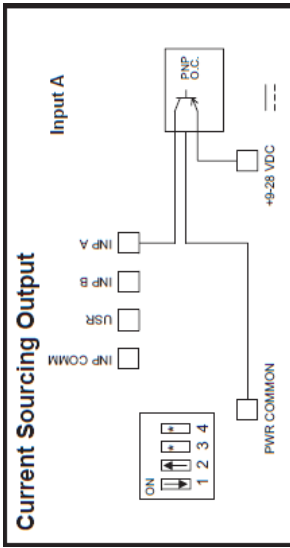 Current Sourcing Output
Input A
INP COMM
USR
INP B
INP A
PNP
O.C.
ON
* *
1 2 3 4
PWR COMMON
+9-28 VDC